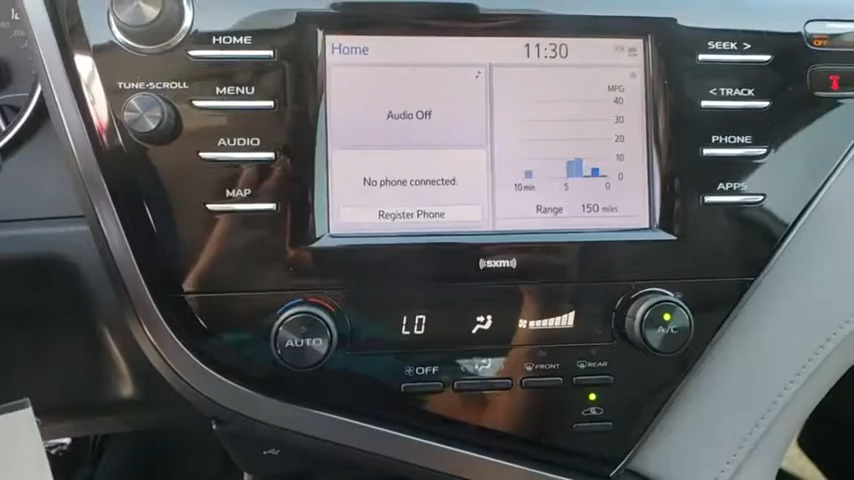 HOME
TUNE•SCROLL
MENU
AUDIO
MAP
Home
11:30
Audio Off
No phone connected.
Register Phone
MPG
40
30
20
10
0
10 min 5 0
Range 150 miles
SEEK >
< TRACK
PHONE
APPS
OFF
((sxm))
AUTO
LO
A/C
OFF
FRONT
REAR